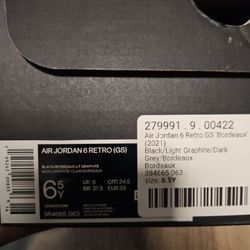 279991 . 9 . 00422
Air Jordan 6 Retro GS 'Bordeaux'
(2021)
Black/Light Graphite/Dark
Grey/Bordeaux
Bordeaux
384665 063
size: 6.5Y
AIR JORDAN 6 RETRO (GS)
BLACK/BORDEAUX-LT GRAPHITE
6 5 Y
UK 6
CITI 24.5
BR 37.5
EUR 39
384665 063